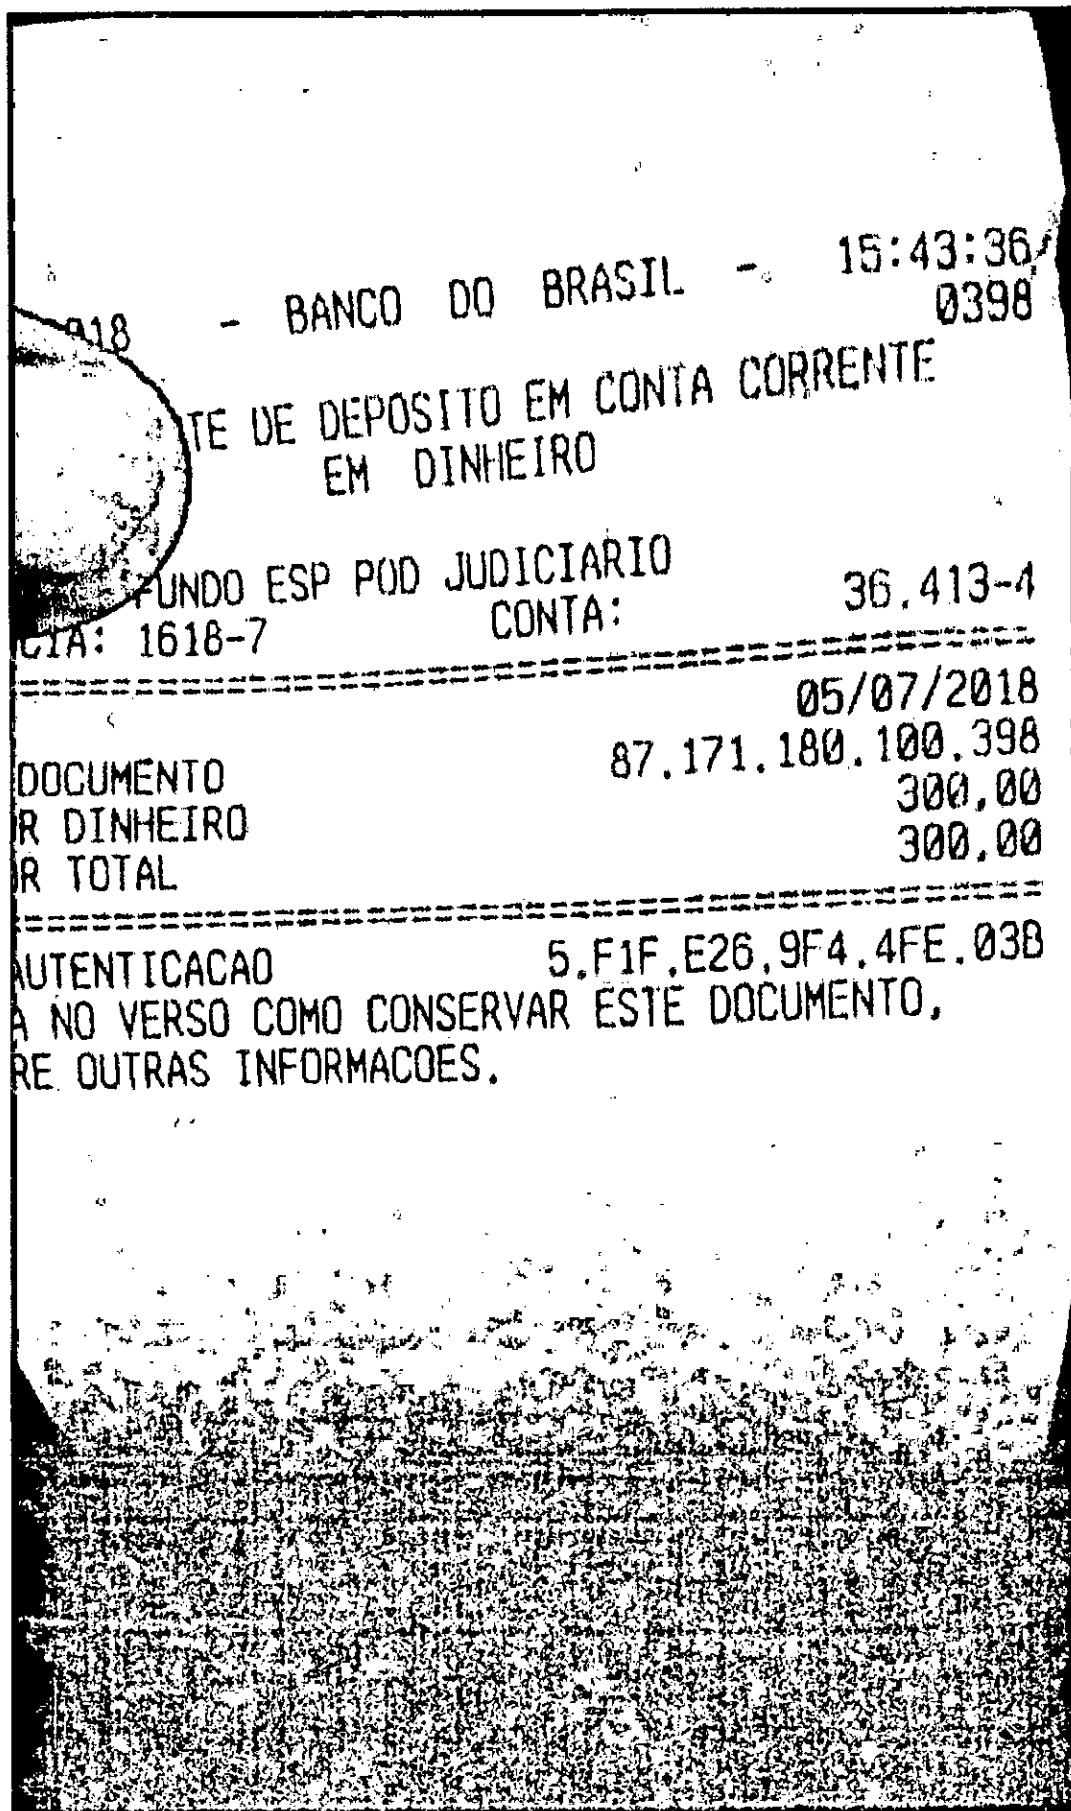 018 - BANCO DO BRASIL - 15:43:36
0398
TE DE DEPOSITO EM CONTA CORRENTE
EM DINHEIRO
FUNDO ESP POD JUDICIARIO
CIA: 1618-7 CONTA: 36.413-4
================================================
05/07/2018
DOCUMENTO 87.171.180.100.398
R DINHEIRO 300,00
R TOTAL 300,00
================================================
AUTENTICACAO 5.F1F.E26.9F4.4FE.03B
A NO VERSO COMO CONSERVAR ESTE DOCUMENTO,
RE OUTRAS INFORMACOES.